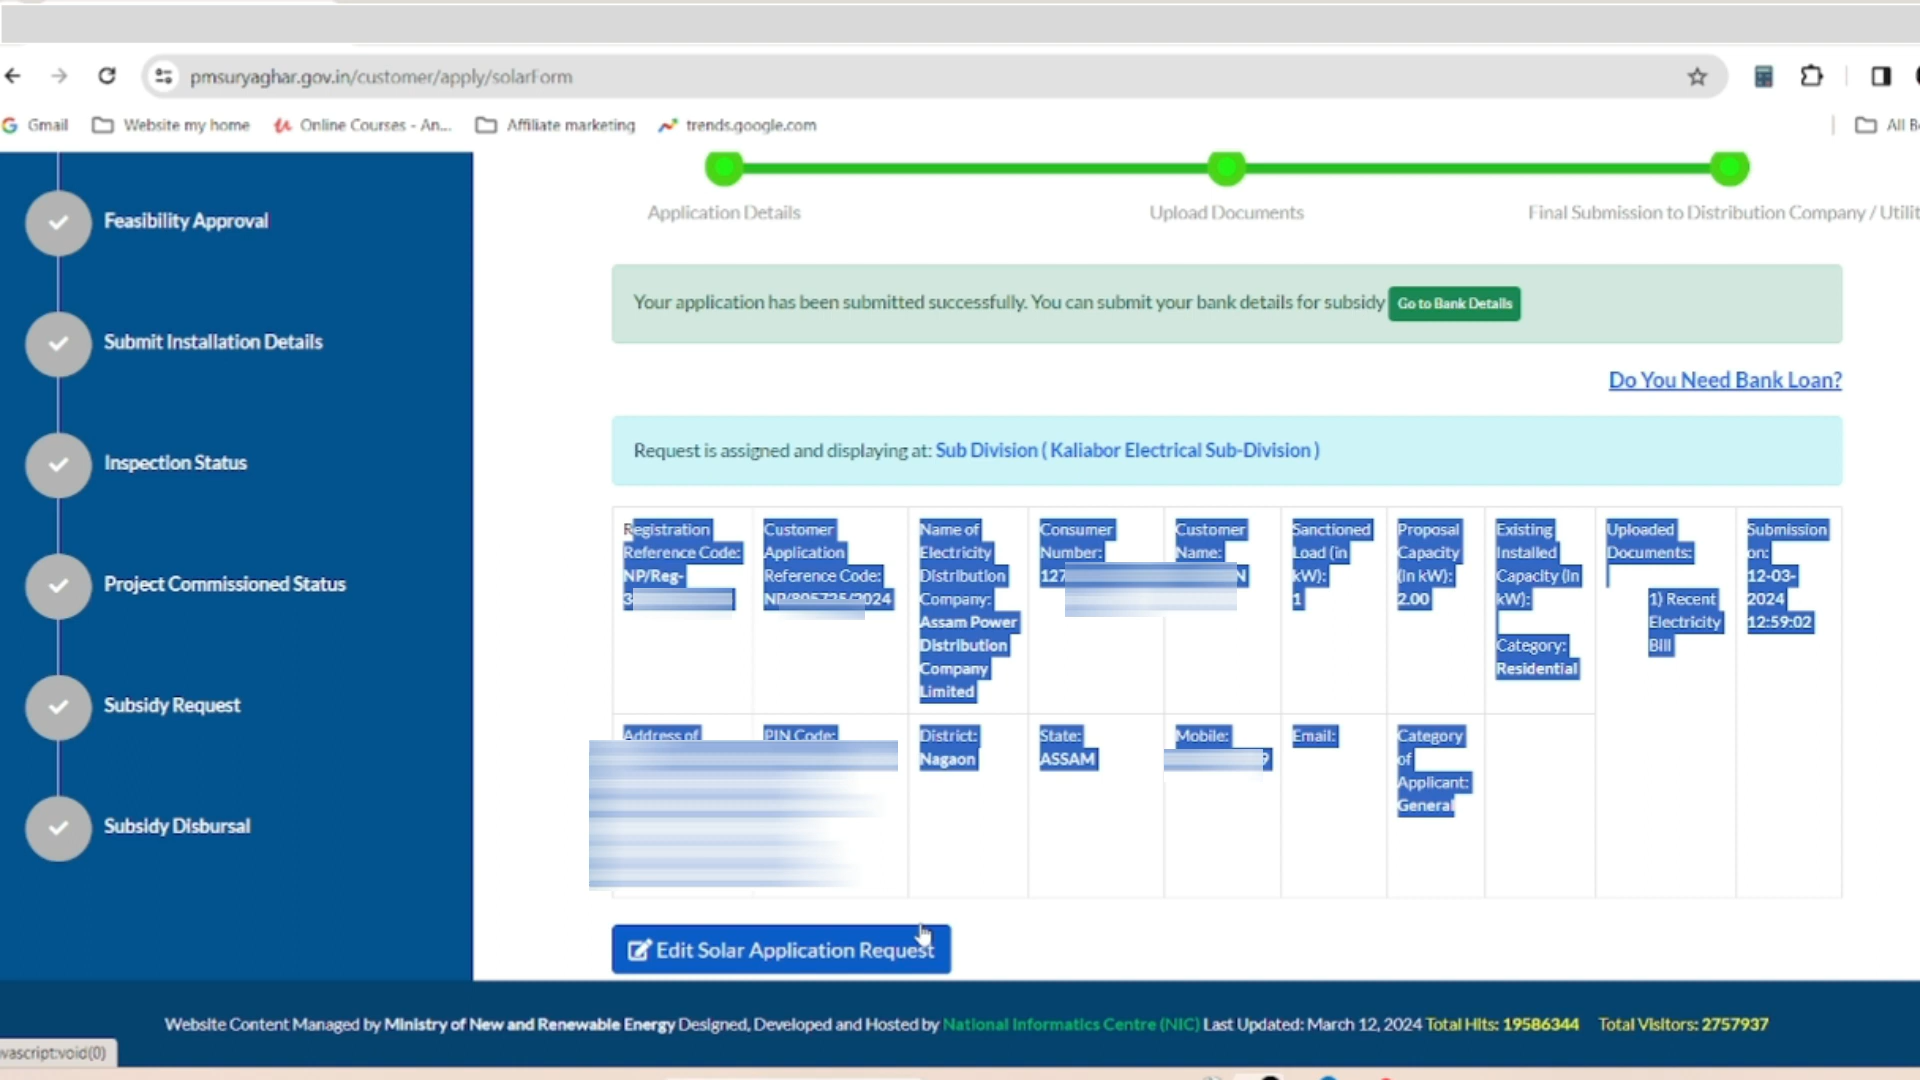 pmsuryaghar.gov.in/customer/apply/solarForm
Gmail
Website my home
Online Courses - An...
Affiliate marketing
trends.google.com
All
Feasibility Approval
Submit Installation Details
Inspection Status
Project Commissioned Status
Subsidy Request
Subsidy Disbursal
Application Details
Upload Documents
Final Submission to Distribution Company /
Your application has been submitted successfully. You can submit your bank details for subsidy
Go to Bank Details
Do You Need Bank Loan?
Request is assigned and displaying at: Sub Division ( Kaliabor Electrical Sub-Division )
Registration
Reference Code:
NP/Reg-
3
Customer
Application
Reference Code:
Name of
Electricity
Distribution
Company:
Assam Power
Distribution
Company
Limited
Consumer
Number:
127
Customer
Name:
N
Sanctioned
Load (in
kW):
1
Proposal
Capacity
(in kW):
2.00
Existing
Installed
Capacity (in
kW):
Category:
Residential
Uploaded
Documents:
1) Recent
Electricity
Bill
Submission
on:
12-03-
2024
12:59:02
Address of
PIN Code:
District:
Nagaon
State:
ASSAM
Mobile:
9
Email:
Category
of
Applicant:
General
Edit Solar Application Request
Website Content Managed by Ministry of New and Renewable Energy Designed, Developed and Hosted by National Informatics Centre (NIC) Last Updated: March 12, 2024 Total Hits: 19586344 Total Visitors: 2757937
vascript:void(0)